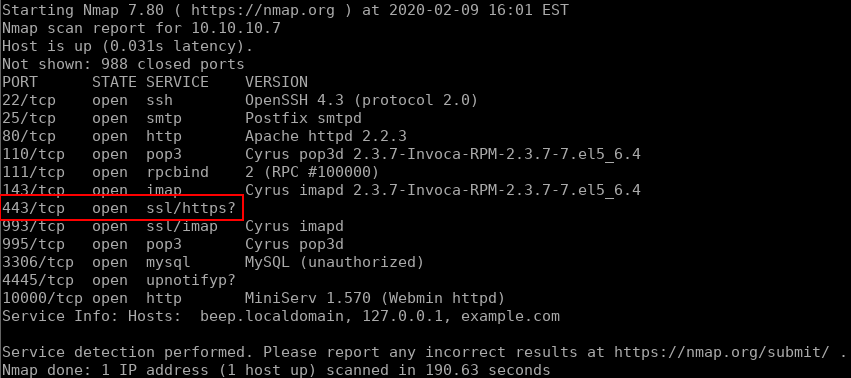 Starting Nmap 7.80 ( https://nmap.org ) at 2020-02-09 16:01 EST
Nmap scan report for 10.10.10.7
Host is up (0.031s latency).
Not shown: 988 closed ports
PORT      STATE SERVICE    VERSION
22/tcp    open  ssh        OpenSSH 4.3 (protocol 2.0)
25/tcp    open  smtp       Postfix smtpd
80/tcp    open  http       Apache httpd 2.2.3
110/tcp   open  pop3       Cyrus pop3d 2.3.7-Invoca-RPM-2.3.7-7.el5_6.4
111/tcp   open  rpcbind    2 (RPC #100000)
143/tcp   open  imap       Cyrus imapd 2.3.7-Invoca-RPM-2.3.7-7.el5_6.4
443/tcp   open  ssl/https?
993/tcp   open  ssl/imap   Cyrus imapd
995/tcp   open  pop3       Cyrus pop3d
3306/tcp  open  mysql      MySQL (unauthorized)
4445/tcp  open  upnotifyp?
10000/tcp open  http       MiniServ 1.570 (Webmin httpd)
Service Info: Hosts:  beep.localdomain, 127.0.0.1, example.com

Service detection performed. Please report any incorrect results at https://nmap.org/submit/ .
Nmap done: 1 IP address (1 host up) scanned in 190.63 seconds